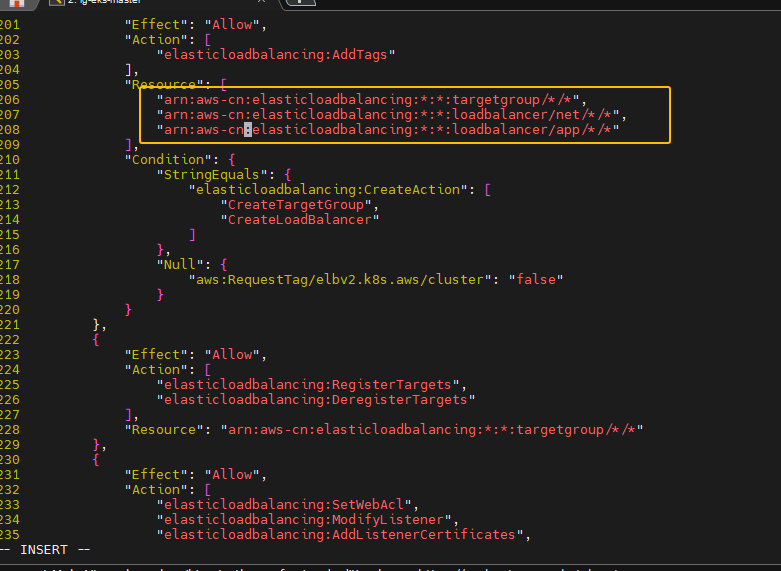 2. lg-eks-master
201 "Effect": "Allow",
202 "Action": [
203 "elasticloadbalancing:AddTags"
204 ],
205 "Resource": [
206 "arn:aws-cn:elasticloadbalancing:*:*:targetgroup/*/*",
207 "arn:aws-cn:elasticloadbalancing:*:*:loadbalancer/net/*/*",
208 "arn:aws-cn:elasticloadbalancing:*:*:loadbalancer/app/*/*"
209 ],
210 "Condition": {
211 "StringEquals": {
212 "elasticloadbalancing:CreateAction": [
213 "CreateTargetGroup",
214 "CreateLoadBalancer"
215 ]
216 },
217 "Null": {
218 "aws:RequestTag/elbv2.k8s.aws/cluster": "false"
219 }
220 }
221 },
222 {
223 "Effect": "Allow",
224 "Action": [
225 "elasticloadbalancing:RegisterTargets",
226 "elasticloadbalancing:DeregisterTargets"
227 ],
228 "Resource": "arn:aws-cn:elasticloadbalancing:*:*:targetgroup/*/*"
229 },
230 {
231 "Effect": "Allow",
232 "Action": [
233 "elasticloadbalancing:SetWebAcl",
234 "elasticloadbalancing:ModifyListener",
235 "elasticloadbalancing:AddListenerCertificates",
-- INSERT --